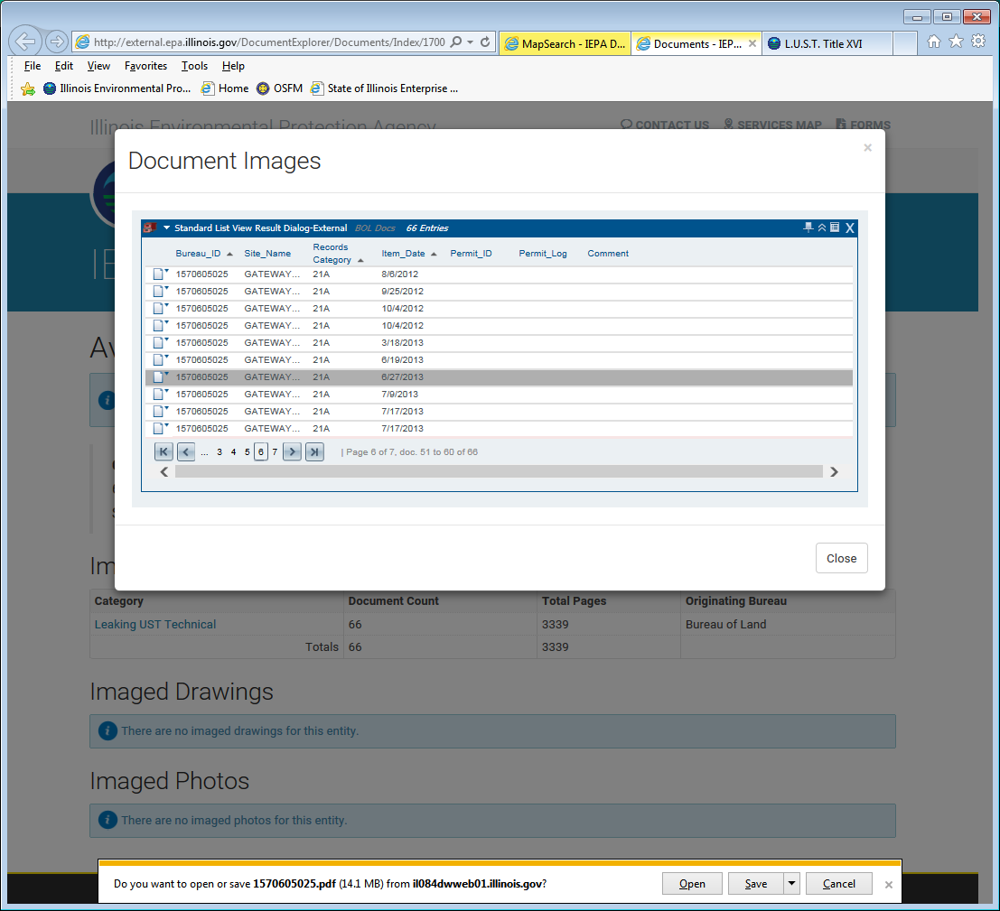 http://external.epa.illinois.gov/DocumentExplorer/Documents/Index/1700
MapSearch - IEPA D...
Documents - IEP...
L.U.S.T. Title XVI
File Edit View Favorites Tools Help
Illinois Environmental Pro... Home OSFM State of Illinois Enterprise ...
Illinois Environmental Protection Agency CONTACT US SERVICES MAP FORMS
Document Images
Standard List View Result Dialog-External BOL Docs 66 Entries X
Bureau_ID Site_Name Records Category Item_Date Permit_ID Permit_Log Comment
1570605025 GATEWAY... 21A 8/6/2012
1570605025 GATEWAY... 21A 9/25/2012
1570605025 GATEWAY... 21A 10/4/2012
1570605025 GATEWAY... 21A 10/4/2012
1570605025 GATEWAY... 21A 3/18/2013
1570605025 GATEWAY... 21A 6/19/2013
1570605025 GATEWAY... 21A 6/27/2013
1570605025 GATEWAY... 21A 7/9/2013
1570605025 GATEWAY... 21A 7/17/2013
1570605025 GATEWAY... 21A 7/17/2013
... 3 4 5 6 7 | Page 6 of 7, doc. 51 to 60 of 66
Close
Category Document Count Total Pages Originating Bureau
Leaking UST Technical 66 3339 Bureau of Land
Totals 66 3339
Imaged Drawings
There are no imaged drawings for this entity.
Imaged Photos
There are no imaged photos for this entity.
Do you want to open or save 1570605025.pdf (14.1 MB) from il084dwweb01.illinois.gov? Open Save Cancel